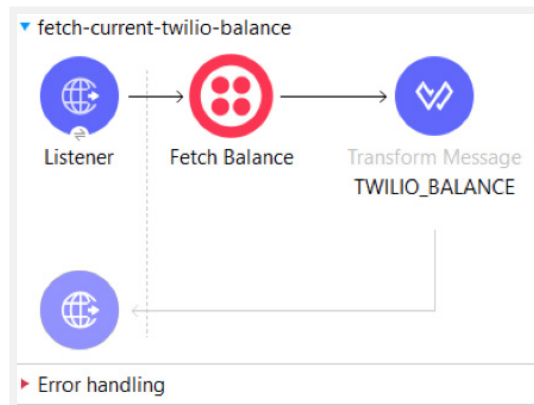 fetch-current-twilio-balance
Listener
Fetch Balance
Transform Message
TWILIO_BALANCE
Error handling